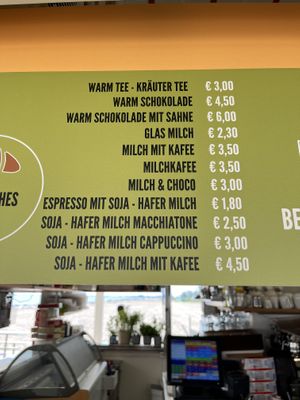 WARM TEE - KRÄUTER TEE € 3,00
WARM SCHOKOLADE € 4,50
WARM SCHOKOLADE MIT SAHNE € 6,00
GLAS MILCH € 2,30
MILCH MIT KAFEE € 3,50
MILCHKAFEE € 3,50
MILCH & CHOCO € 3,00
ESPRESSO MIT SOJA - HAFER MILCH € 1,80
SOJA - HAFER MILCH MACCHIATONE € 2,50
SOJA - HAFER MILCH CAPPUCCINO € 3,00
SOJA - HAFER MILCH MIT KAFEE € 4,50
HES
BE